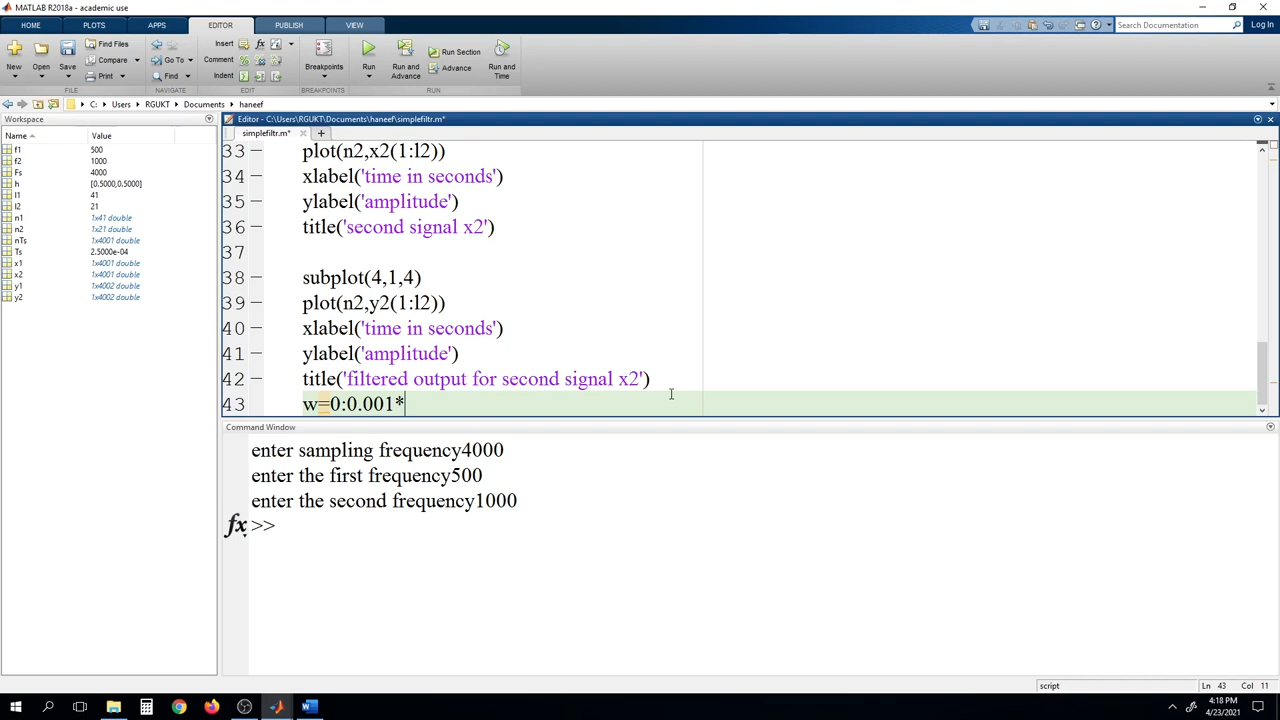 MATLAB R2018a - academic use
HOME PLOTS APPS EDITOR PUBLISH VIEW
Search Documentation Log In
New Open Save Find Files Compare Print
Go To Find
Insert fx Comment Indent
Breakpoints
Run Run and Advance Run Section Advance Run and Time
FILE NAVIGATE EDIT BREAKPOINTS RUN
C: Users RGUKT Documents haneef
Workspace
Name Value
f1 500
f2 1000
Fs 4000
h [0.5000,0.5000]
l1 41
l2 21
n1 1x41 double
n2 1x21 double
nTs 1x4001 double
Ts 2.5000e-04
x1 1x4001 double
x2 1x4001 double
y1 1x4002 double
y2 1x4002 double
Editor - C:\Users\RGUKT\Documents\haneef\simplefiltr.m*
simplefiltr.m* +
33 – plot(n2,x2(1:l2))
34 – xlabel('time in seconds')
35 – ylabel('amplitude')
36 – title('second signal x2')
37
38 – subplot(4,1,4)
39 – plot(n2,y2(1:l2))
40 – xlabel('time in seconds')
41 – ylabel('amplitude')
42 – title('filtered output for second signal x2')
43 w=0:0.001*
Command Window
enter sampling frequency4000
enter the first frequency500
enter the second frequency1000
fx >>
script Ln 43 Col 11
4:18 PM
4/23/2021